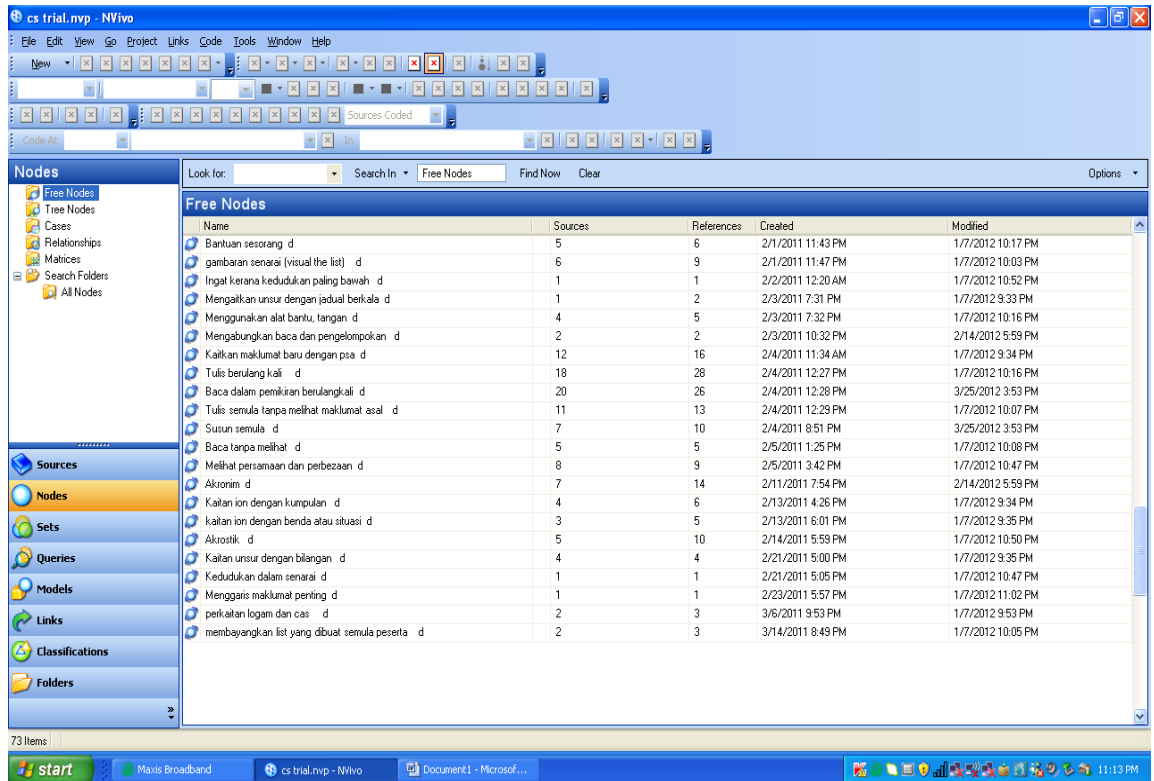 cs trial.nvp - NVivo
File Edit View Go Project Links Code Tools Window Help
New
Sources Coded
Code At In
Nodes
Look for: Search In Free Nodes Find Now Clear Options
Free Nodes
Tree Nodes
Cases
Relationships
Matrices
Search Folders
All Nodes
Free Nodes
Name Sources References Created Modified
Bantuan sesorang d 5 6 2/1/2011 11:43 PM 1/7/2012 10:17 PM
gambaran senarai (visual the list) d 6 9 2/1/2011 11:47 PM 1/7/2012 10:03 PM
Ingat kerana kedudukan paling bawah d 1 1 2/2/2011 12:20 AM 1/7/2012 10:52 PM
Mengaitkan unsur dengan jadual berkala d 1 2 2/3/2011 7:31 PM 1/7/2012 9:33 PM
Menggunakan alat bantu, tangan d 4 5 2/3/2011 7:32 PM 1/7/2012 10:16 PM
Mengabungkan baca dan pengelompokan d 2 2 2/3/2011 10:32 PM 2/14/2012 5:59 PM
Kaitkan maklumat baru dengan psa d 12 16 2/4/2011 11:34 AM 1/7/2012 9:34 PM
Tulis berulang kali d 18 28 2/4/2011 12:27 PM 1/7/2012 10:16 PM
Baca dalam pemikiran berulangkali d 20 26 2/4/2011 12:28 PM 3/25/2012 3:53 PM
Tulis semula tanpa melihat maklumat asal d 11 13 2/4/2011 12:29 PM 1/7/2012 10:07 PM
Susun semula d 7 10 2/4/2011 8:51 PM 3/25/2012 3:53 PM
Baca tanpa melihat d 5 5 2/5/2011 1:25 PM 1/7/2012 10:08 PM
Melihat persamaan dan perbezaan d 8 9 2/5/2011 3:42 PM 1/7/2012 10:47 PM
Akronim d 7 14 2/11/2011 7:54 PM 2/14/2012 5:59 PM
Kaitan ion dengan kumpulan d 4 6 2/13/2011 4:26 PM 1/7/2012 9:34 PM
kaitan ion dengan benda atau situasi d 3 5 2/13/2011 6:01 PM 1/7/2012 9:35 PM
Akrostik d 5 10 2/14/2011 5:59 PM 1/7/2012 10:50 PM
Kaitan unsur dengan bilangan d 4 4 2/21/2011 5:00 PM 1/7/2012 9:35 PM
Kedudukan dalam senarai d 1 1 2/21/2011 5:05 PM 1/7/2012 10:47 PM
Menggaris maklumat penting d 1 1 2/23/2011 5:57 PM 1/7/2012 11:02 PM
perkaitan logam dan cas d 2 3 3/6/2011 9:53 PM 1/7/2012 9:53 PM
membayangkan list yang dibuat semula peserta d 2 3 3/14/2011 8:49 PM 1/7/2012 10:05 PM
Sources
Nodes
Sets
Queries
Models
Links
Classifications
Folders
73 Items
start Maxis Broadband cs trial.nvp - NVivo Document1 - Microsof... 11:13 PM